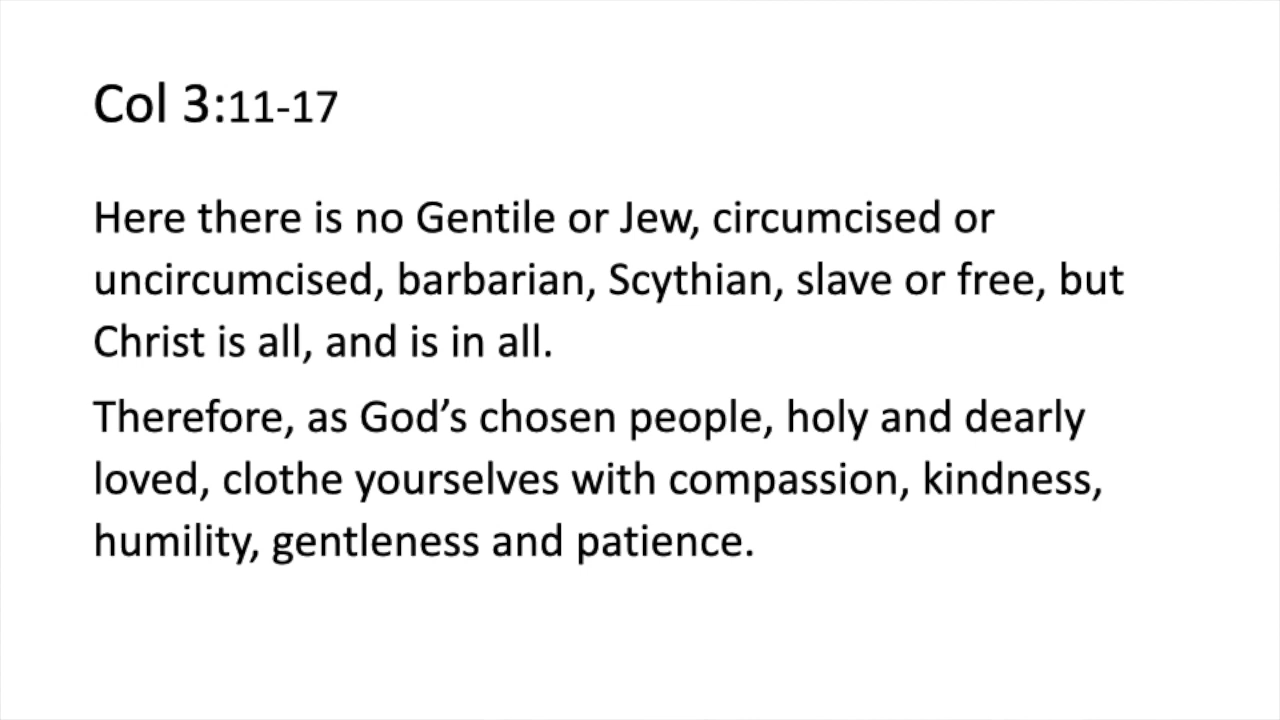 Col 3:11-17
Here there is no Gentile or Jew, circumcised or
uncircumcised, barbarian, Scythian, slave or free, but
Christ is all, and is in all.
Therefore, as God’s chosen people, holy and dearly
loved, clothe yourselves with compassion, kindness,
humility, gentleness and patience.